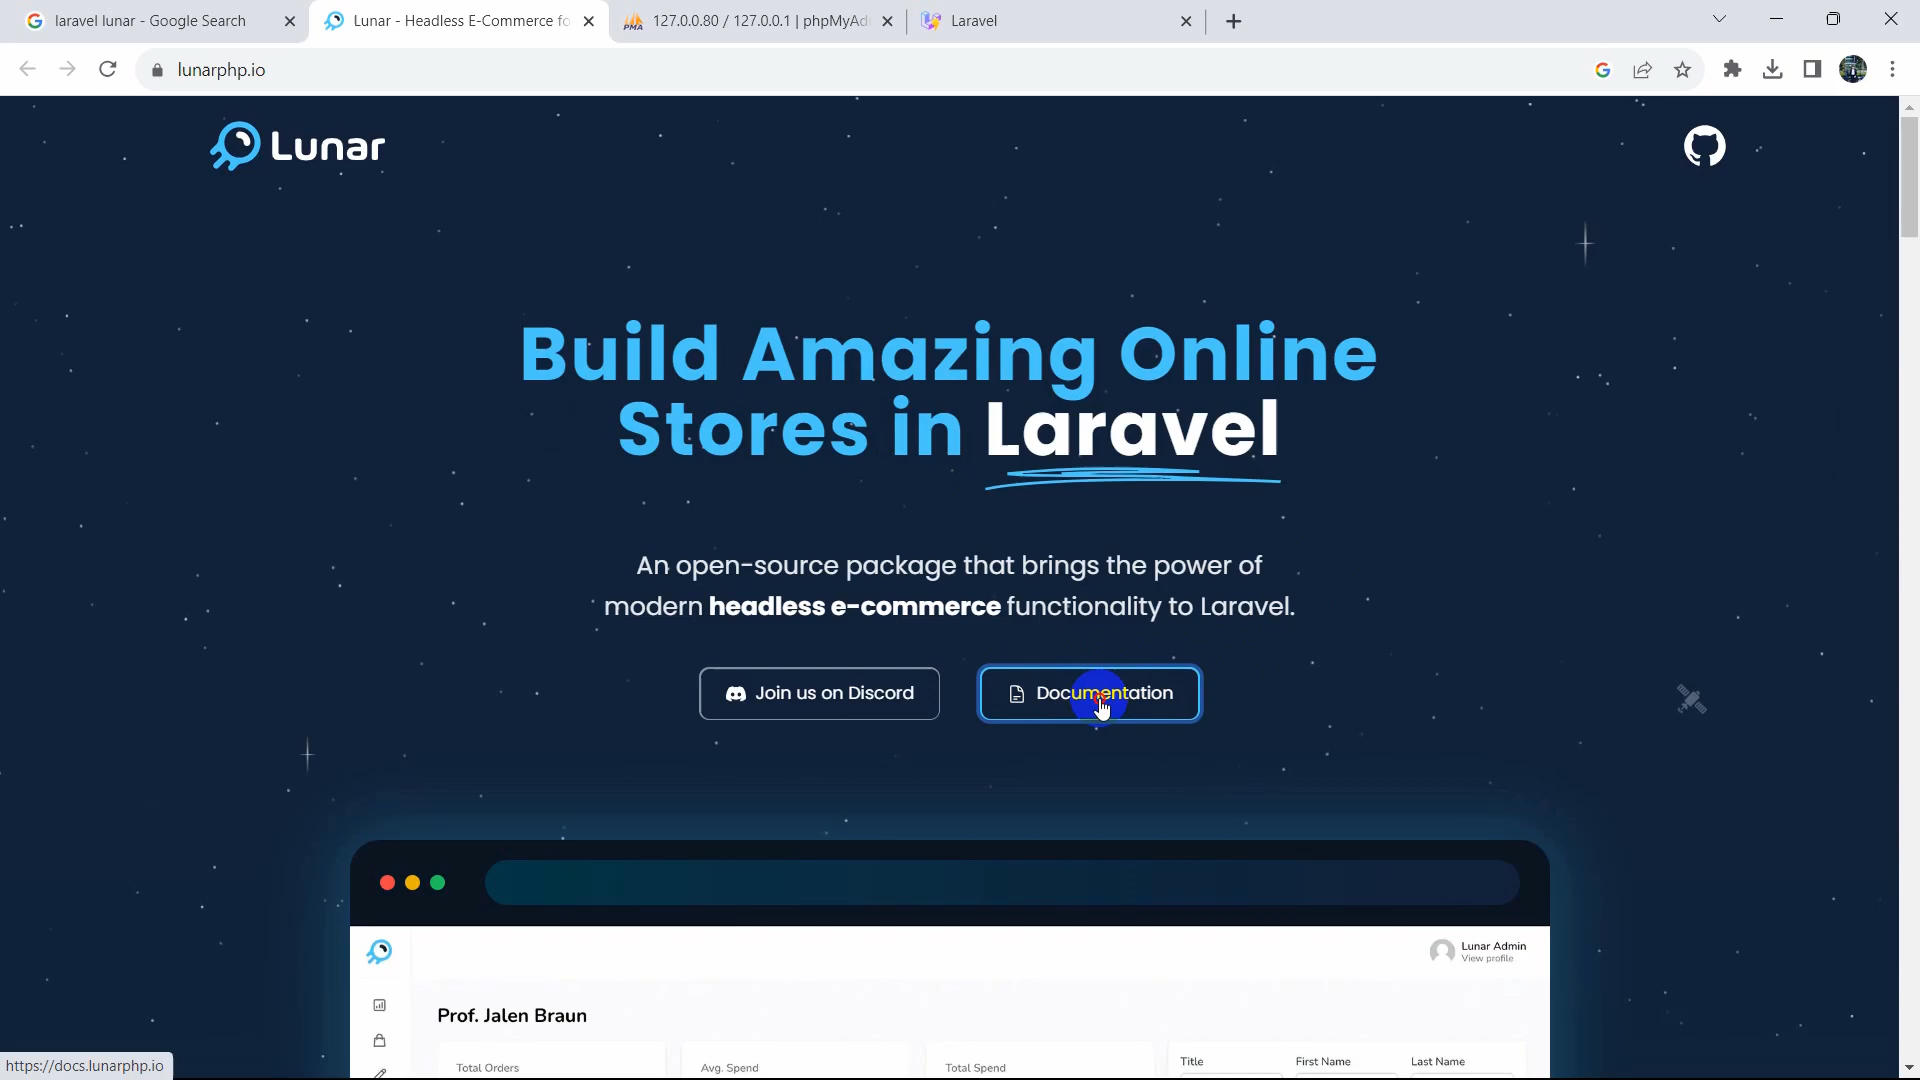 laravel lunar - Google Search
Lunar - Headless E-Commerce fo
127.0.0.80 / 127.0.0.1 | phpMyAd
Laravel
lunarphp.io
Lunar
Build Amazing Online
Stores in Laravel
An open-source package that brings the power of
modern headless e-commerce functionality to Laravel.
Join us on Discord
Documentation
Lunar Admin
View profile
Prof. Jalen Braun
Total Orders
Avg. Spend
Total Spend
Title
First Name
Last Name
https://docs.lunarphp.io